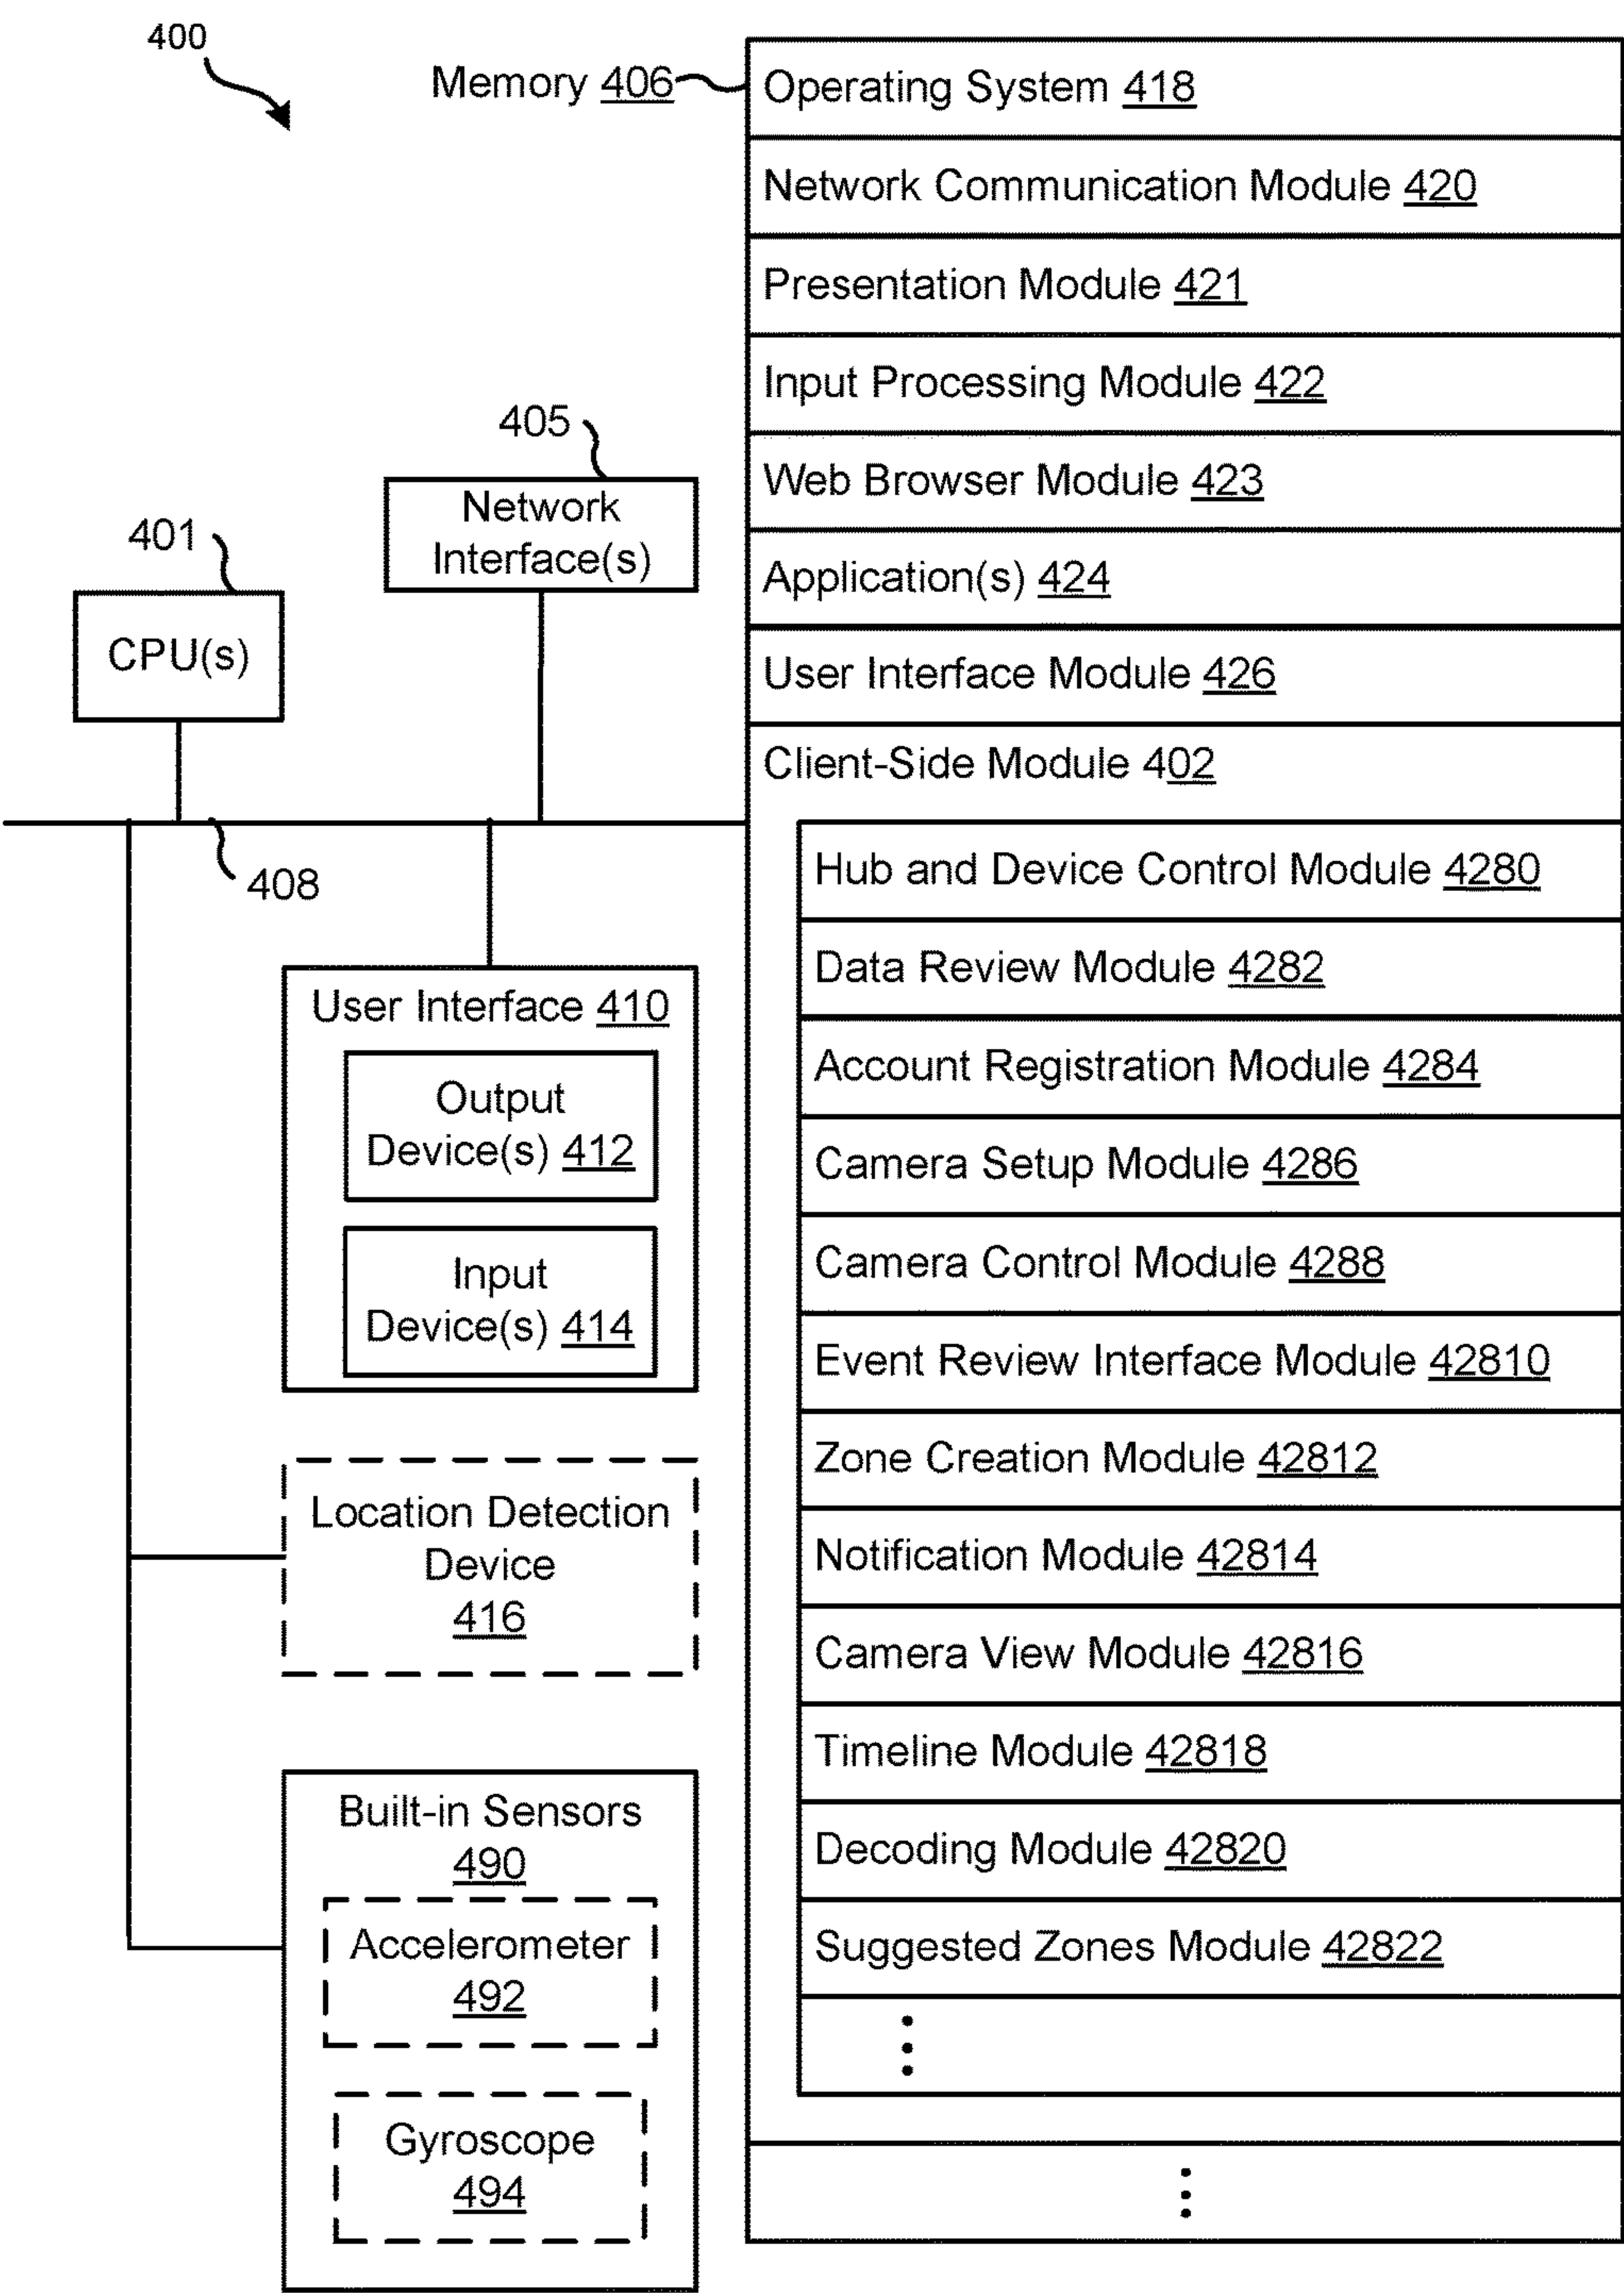 400
Memory 406
Operating System 418
Network Communication Module 420
Presentation Module 421
Input Processing Module 422
Web Browser Module 423
Application(s) 424
User Interface Module 426
Client-Side Module 402
Hub and Device Control Module 4280
Data Review Module 4282
Account Registration Module 4284
Camera Setup Module 4286
Camera Control Module 4288
Event Review Interface Module 42810
Zone Creation Module 42812
Notification Module 42814
Camera View Module 42816
Timeline Module 42818
Decoding Module 42820
Suggested Zones Module 42822
405
Network
Interface(s)
401
CPU(s)
408
User Interface 410
Output
Device(s) 412
Input
Device(s) 414
Location Detection
Device
416
Built-in Sensors
490
Accelerometer
492
Gyroscope
494